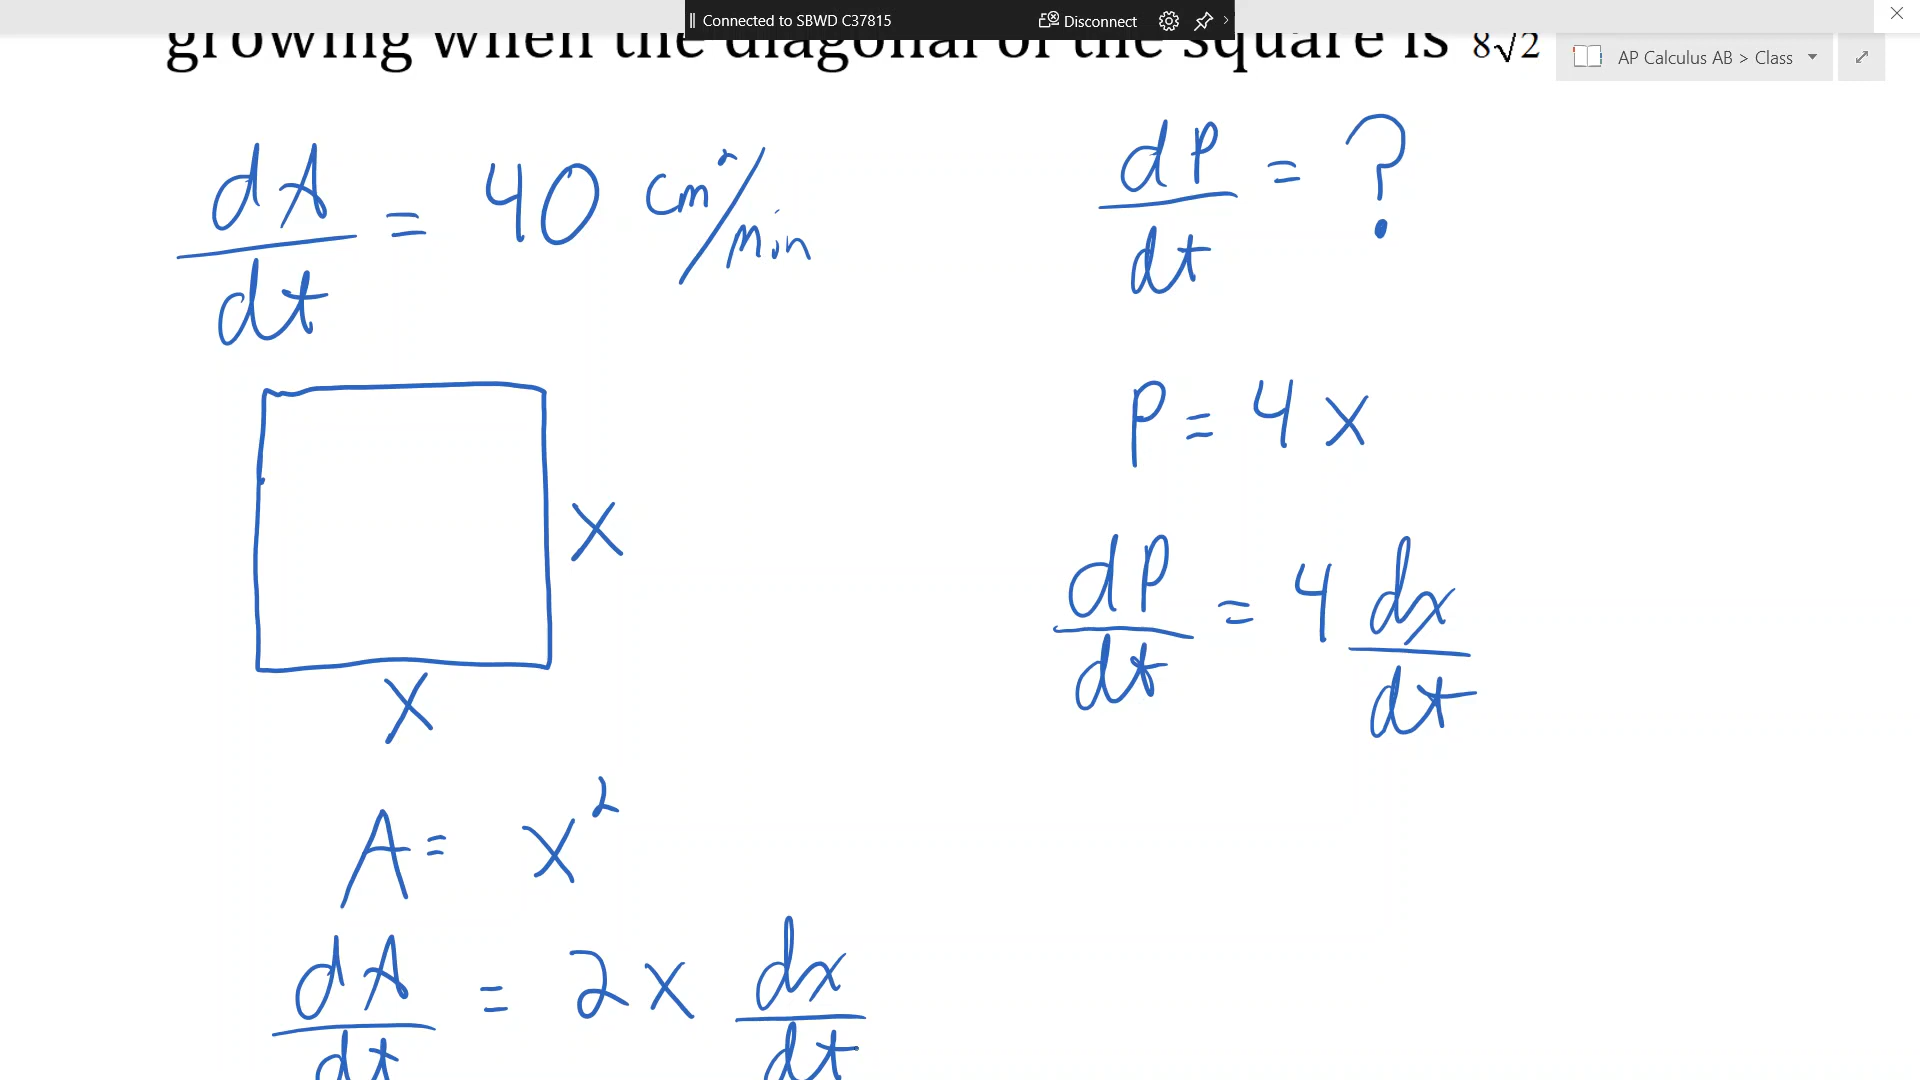 Connected to SBWD C37815 Disconnect
growing when the diagonal of the square is 8√2
AP Calculus AB > Class
dA/dt = 40 cm²/min
dP/dt = ?
P = 4x
x
dP/dt = 4 dx/dt
x
A = x²
dA/dt = 2x dx/dt